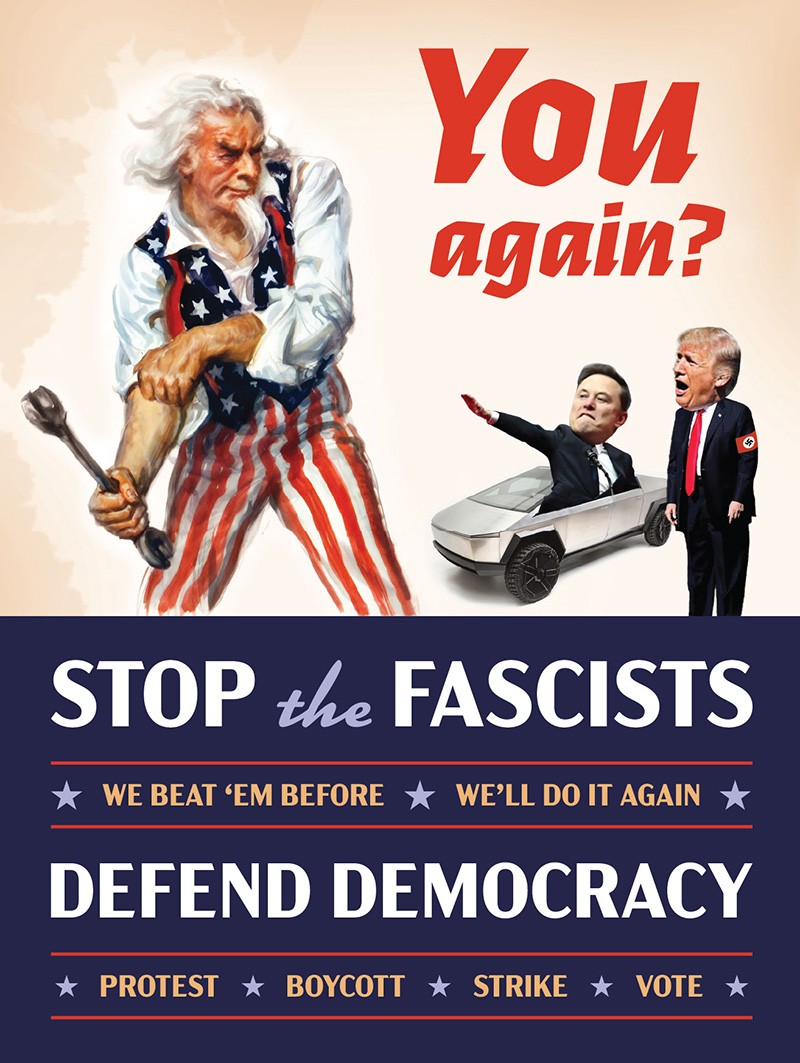 You
again?
STOP the FASCISTS
WE BEAT ‘EM BEFORE ★ WE’LL DO IT AGAIN
DEFEND DEMOCRACY
PROTEST ★ BOYCOTT ★ STRIKE ★ VOTE